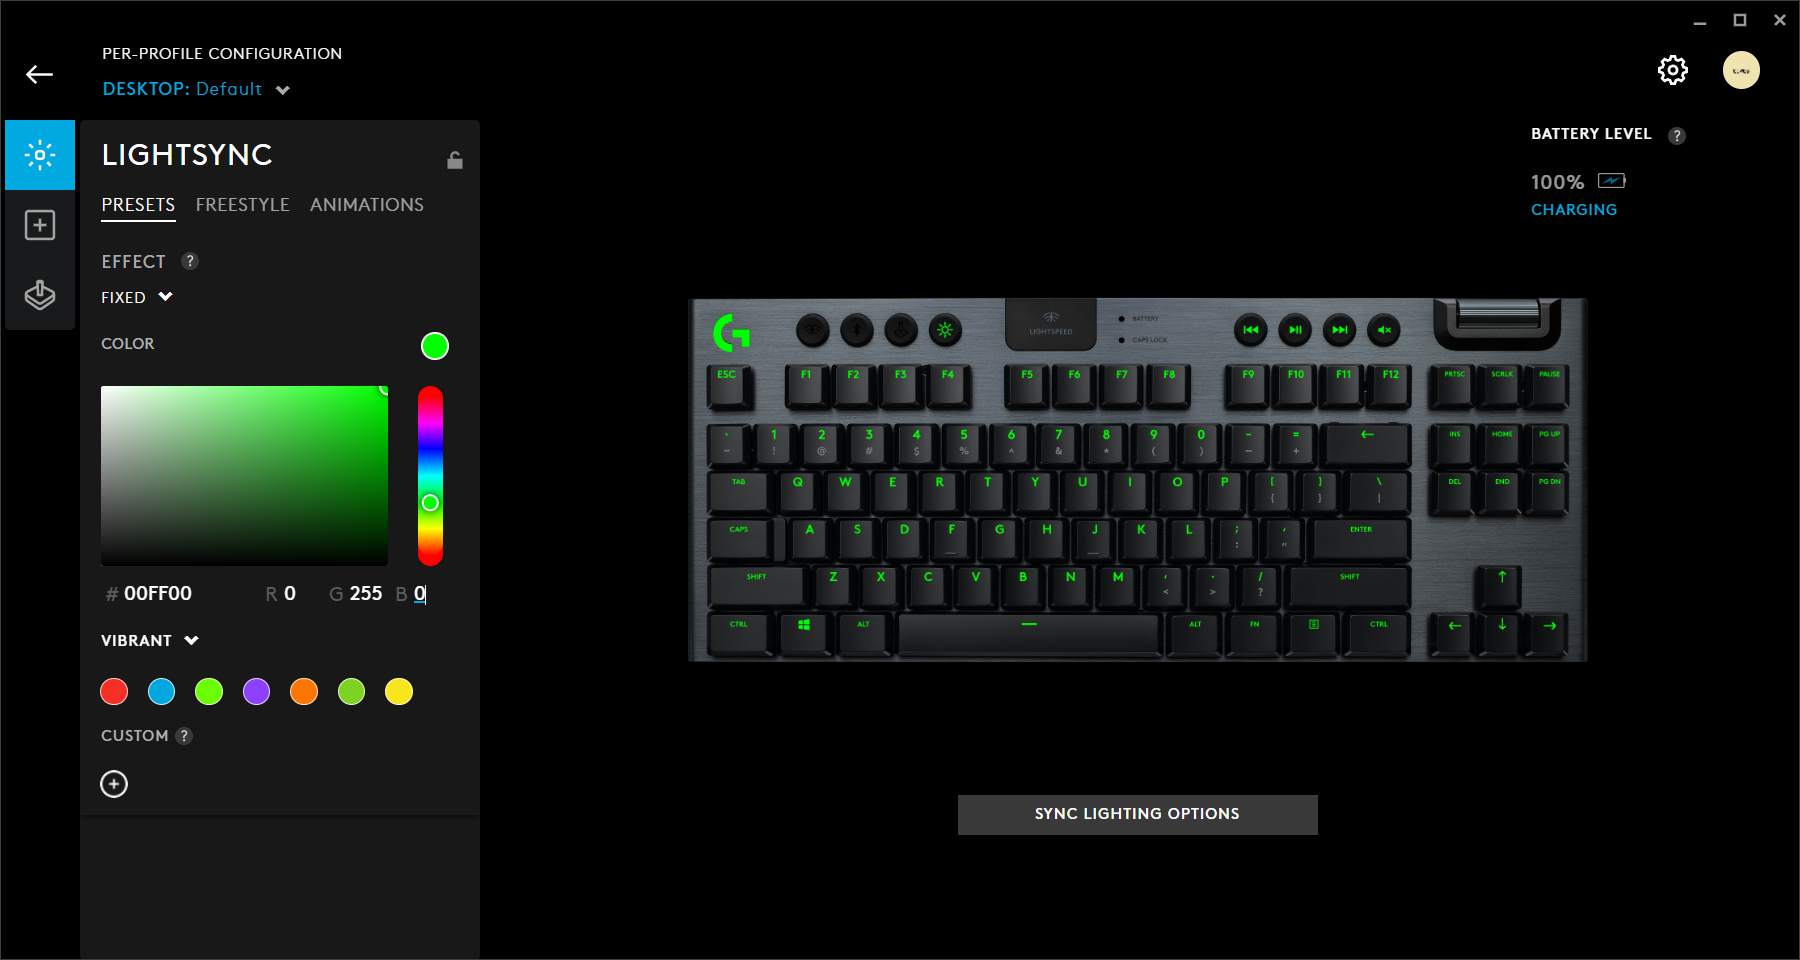 PER-PROFILE CONFIGURATION
DESKTOP: Default
LIGHTSYNC
PRESETS FREESTYLE ANIMATIONS
EFFECT ?
FIXED
COLOR
# 00FF00 R 0 G 255 B 0
VIBRANT
CUSTOM ?
BATTERY LEVEL ?
100%
CHARGING
LIGHTSPEED
BATTERY
CAPS LOCK
ESC F1 F2 F3 F4 F5 F6 F7 F8 F9 F10 F11 F12 PRTSC SCRLK PAUSE
` 1 2 3 4 5 6 7 8 9 0 - = ← INS HOME PG UP
~ ! @ # $ % ^ & * ( ) _ +
TAB Q W E R T Y U I O P [ ] \ DEL END PG DN
{ } |
CAPS A S D F G H J K L ; ' ENTER
: "
SHIFT Z X C V B N M , . / SHIFT ↑
< > ?
CTRL ALT ALT FN CTRL ← ↓ →
SYNC LIGHTING OPTIONS